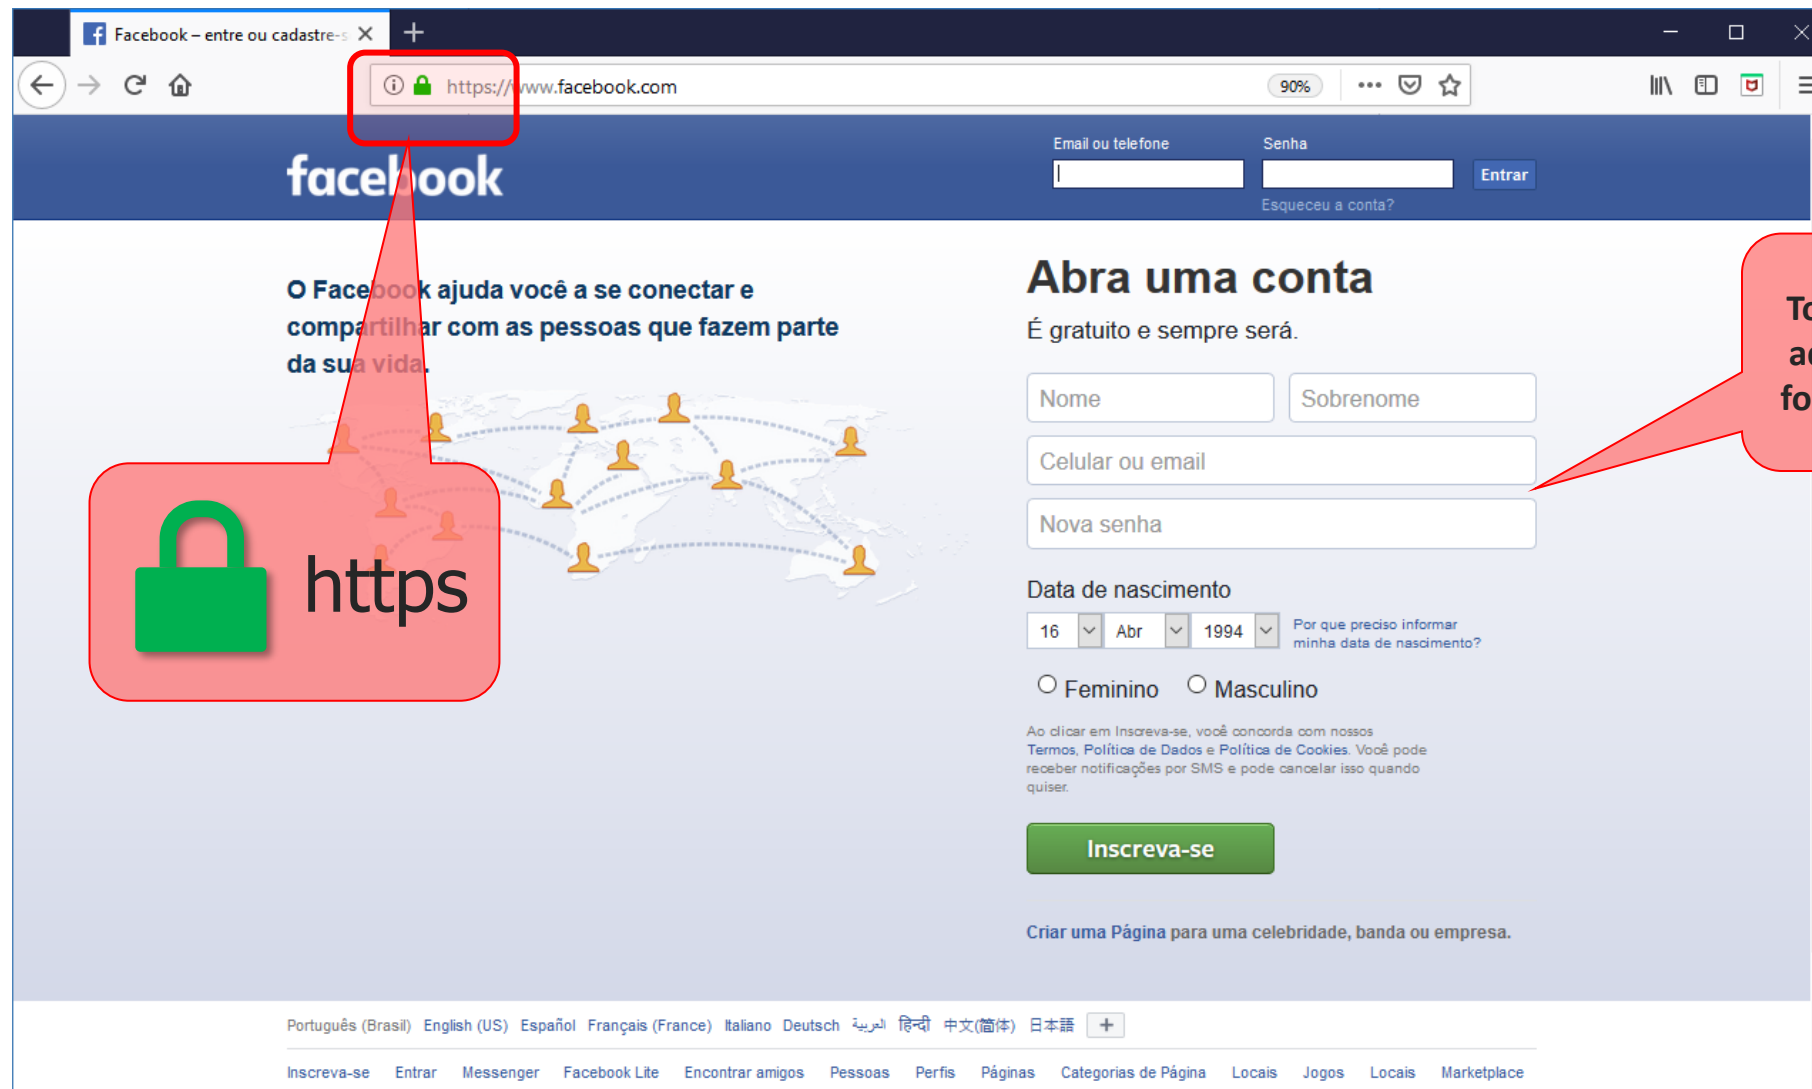 Facebook – entre ou cadastre-s
https://www.facebook.com
90%
facebook
Email ou telefone
Senha
Entrar
Esqueceu a conta?
O Facebook ajuda você a se conectar e
compartilhar com as pessoas que fazem parte
da sua vida.
https
Abra uma conta
É gratuito e sempre será.
Nome
Sobrenome
Celular ou email
Nova senha
Data de nascimento
16 Abr 1994
Por que preciso informar
minha data de nascimento?
Feminino
Masculino
Ao clicar em Inscreva-se, você concorda com nossos
Termos, Política de Dados e Política de Cookies. Você pode
receber notificações por SMS e pode cancelar isso quando
quiser.
Inscreva-se
Criar uma Página para uma celebridade, banda ou empresa.
Português (Brasil) English (US) Español Français (France) Italiano Deutsch العربية हिन्दी 中文(简体) 日本語
Inscreva-se Entrar Messenger Facebook Lite Encontrar amigos Pessoas Perfis Páginas Categorias de Página Locais Jogos Locais Marketplace